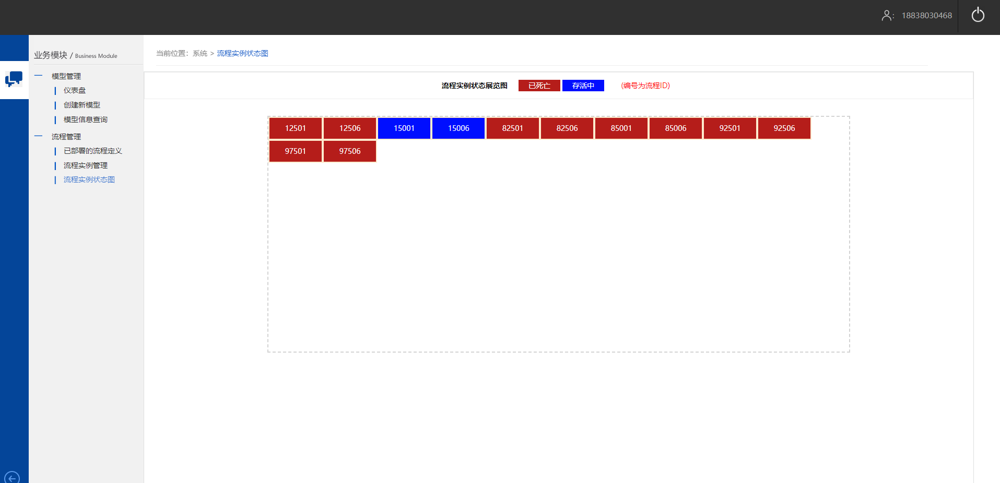 : 18838030468
业务模块 / Business Module
模型管理
仪表盘
创建新模型
模型信息查询
流程管理
已部署的流程定义
流程实例管理
流程实例状态图
当前位置：系统 > 流程实例状态图
流程实例状态展览图 已死亡 存活中 (编号为流程ID)
12501 12506 15001 15006 82501 82506 85001 85006 92501 92506
97501 97506